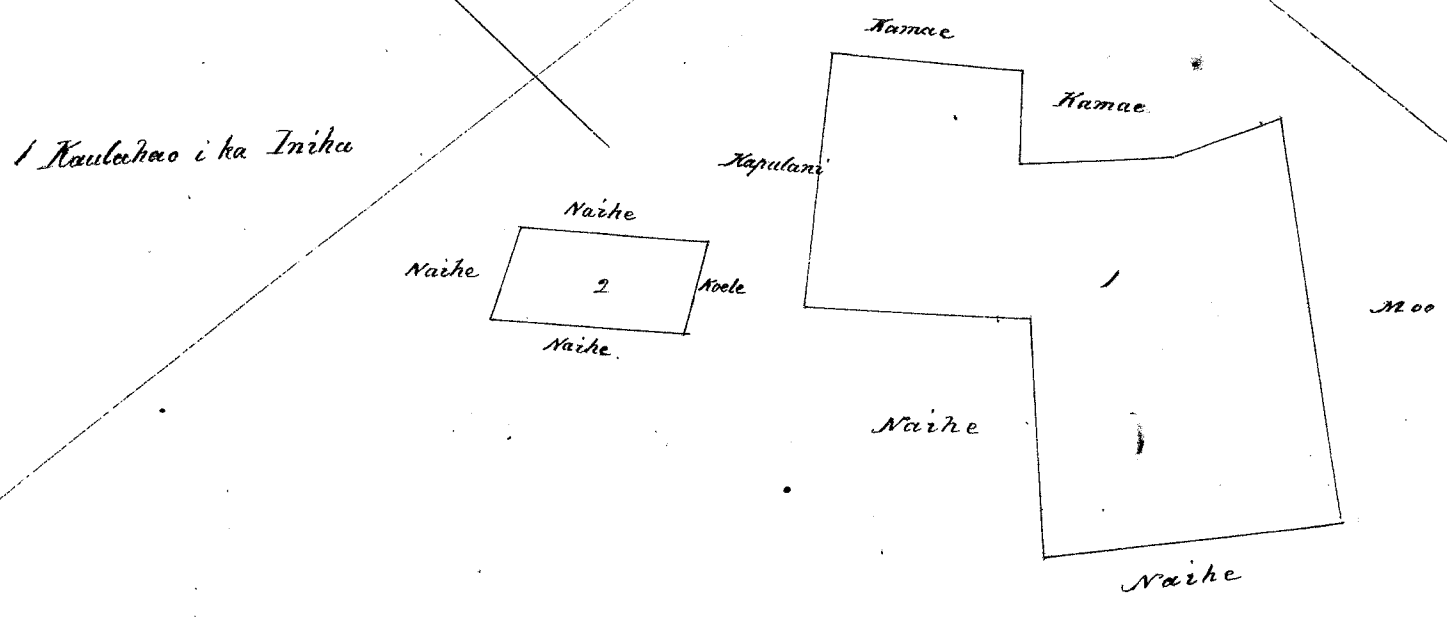 Kamae
Kamae
1 Kaulahao i ka Iniha
Kapulani
Naihe
Naihe
2
Koele
1
Moo
Naihe.
Naihe
Naihe